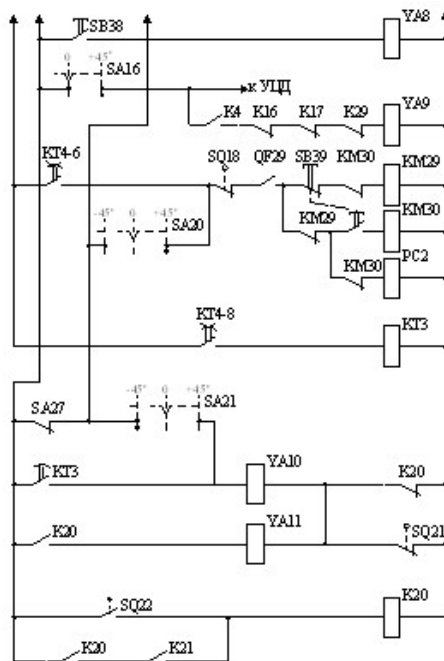 SB38 YA8
0 +45°
SA16
к УЦД
K4 K16 K17 K29 YA9
KT4-6 SQ18 QF29 SB39 KM30 KM29
KM29 KM30
-45° 0 +45°
SA20
KM30 PC2
KT4-8 KT3
-45° 0 +45°
SA27 SA21
KT3 YA10 K20
K20 YA11 SQ21
SQ22 K20
K20 K21